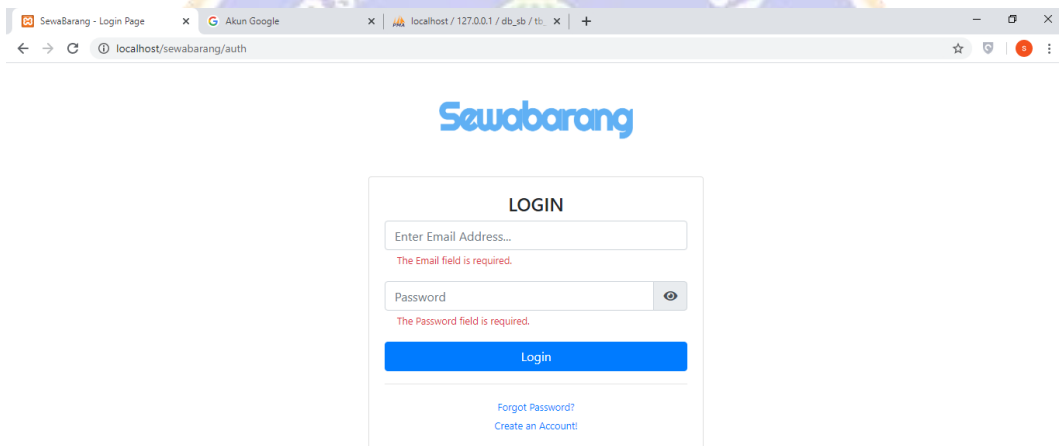 SewaBarang - Login Page
Akun Google
localhost / 127.0.0.1 / db_sb / tb_
localhost/sewabarang/auth
s
Sewabarang
LOGIN
Enter Email Address...
The Email field is required.
Password
The Password field is required.
Login
Forgot Password?
Create an Account!